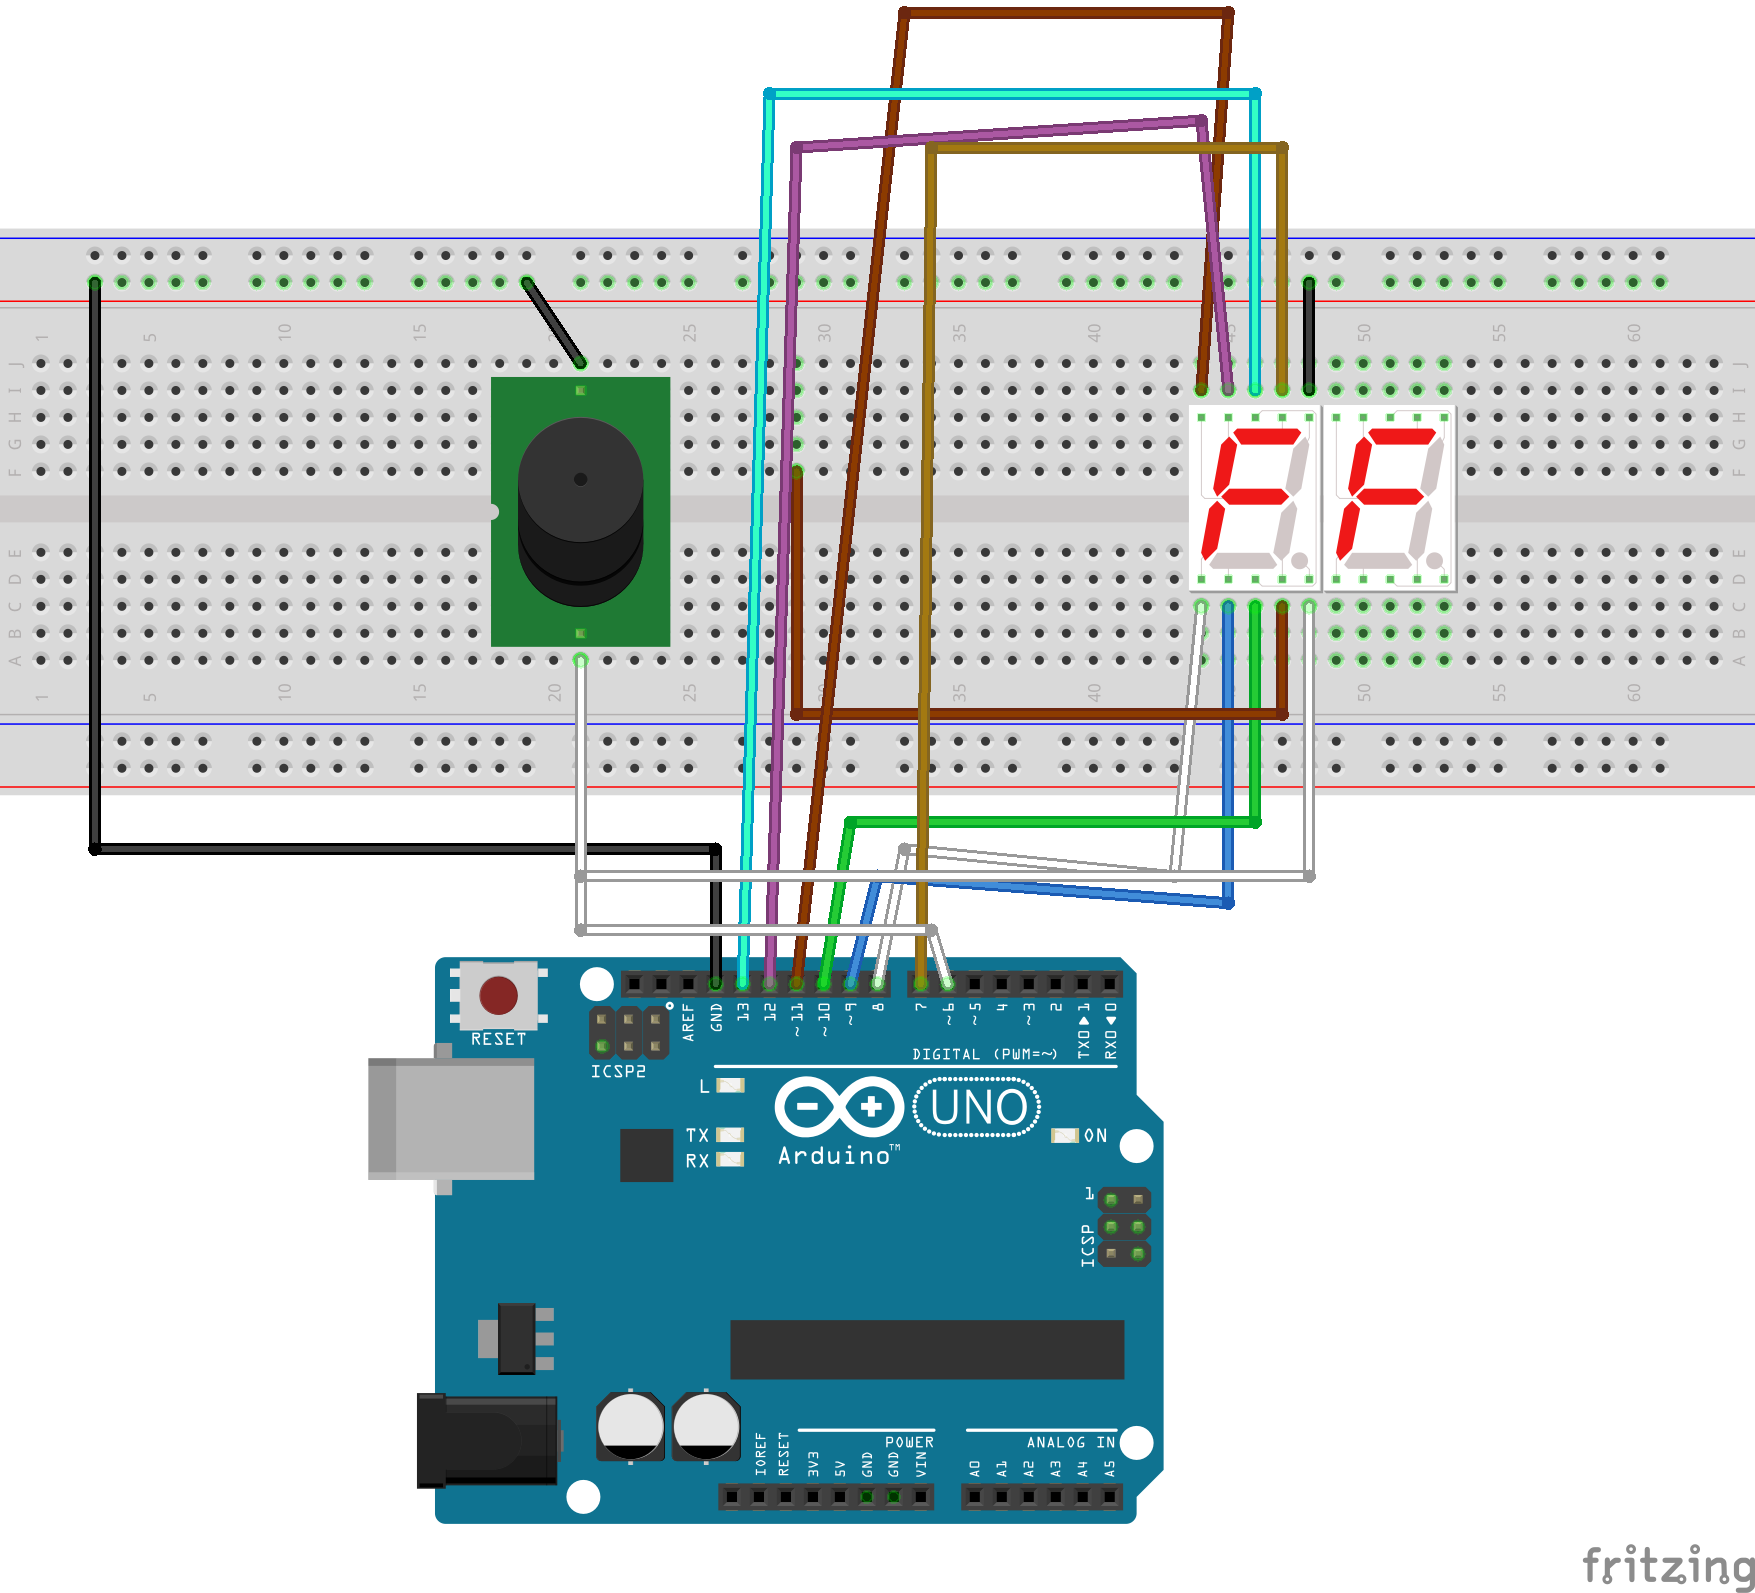 1 5 10 15 25 30 35 40 45 50 55 60
J J
I I
H H
G G
F F
E E
D D
C C
B B
A A
1 5 10 15 20 25 35 40 50 55 60
RESET
ICSP2
AREF GND 13 12 ~11 ~10 ~9 8 7 ~6 ~5 4 ~3 2 TX0▶1 RX0◀0
DIGITAL (PWM=~)
L
TX
RX
Arduino™
UNO
ON
1
ICSP
IOREF RESET 3V3 5V GND GND VIN
POWER
A0 A1 A2 A3 A4 A5
ANALOG IN
fritzing